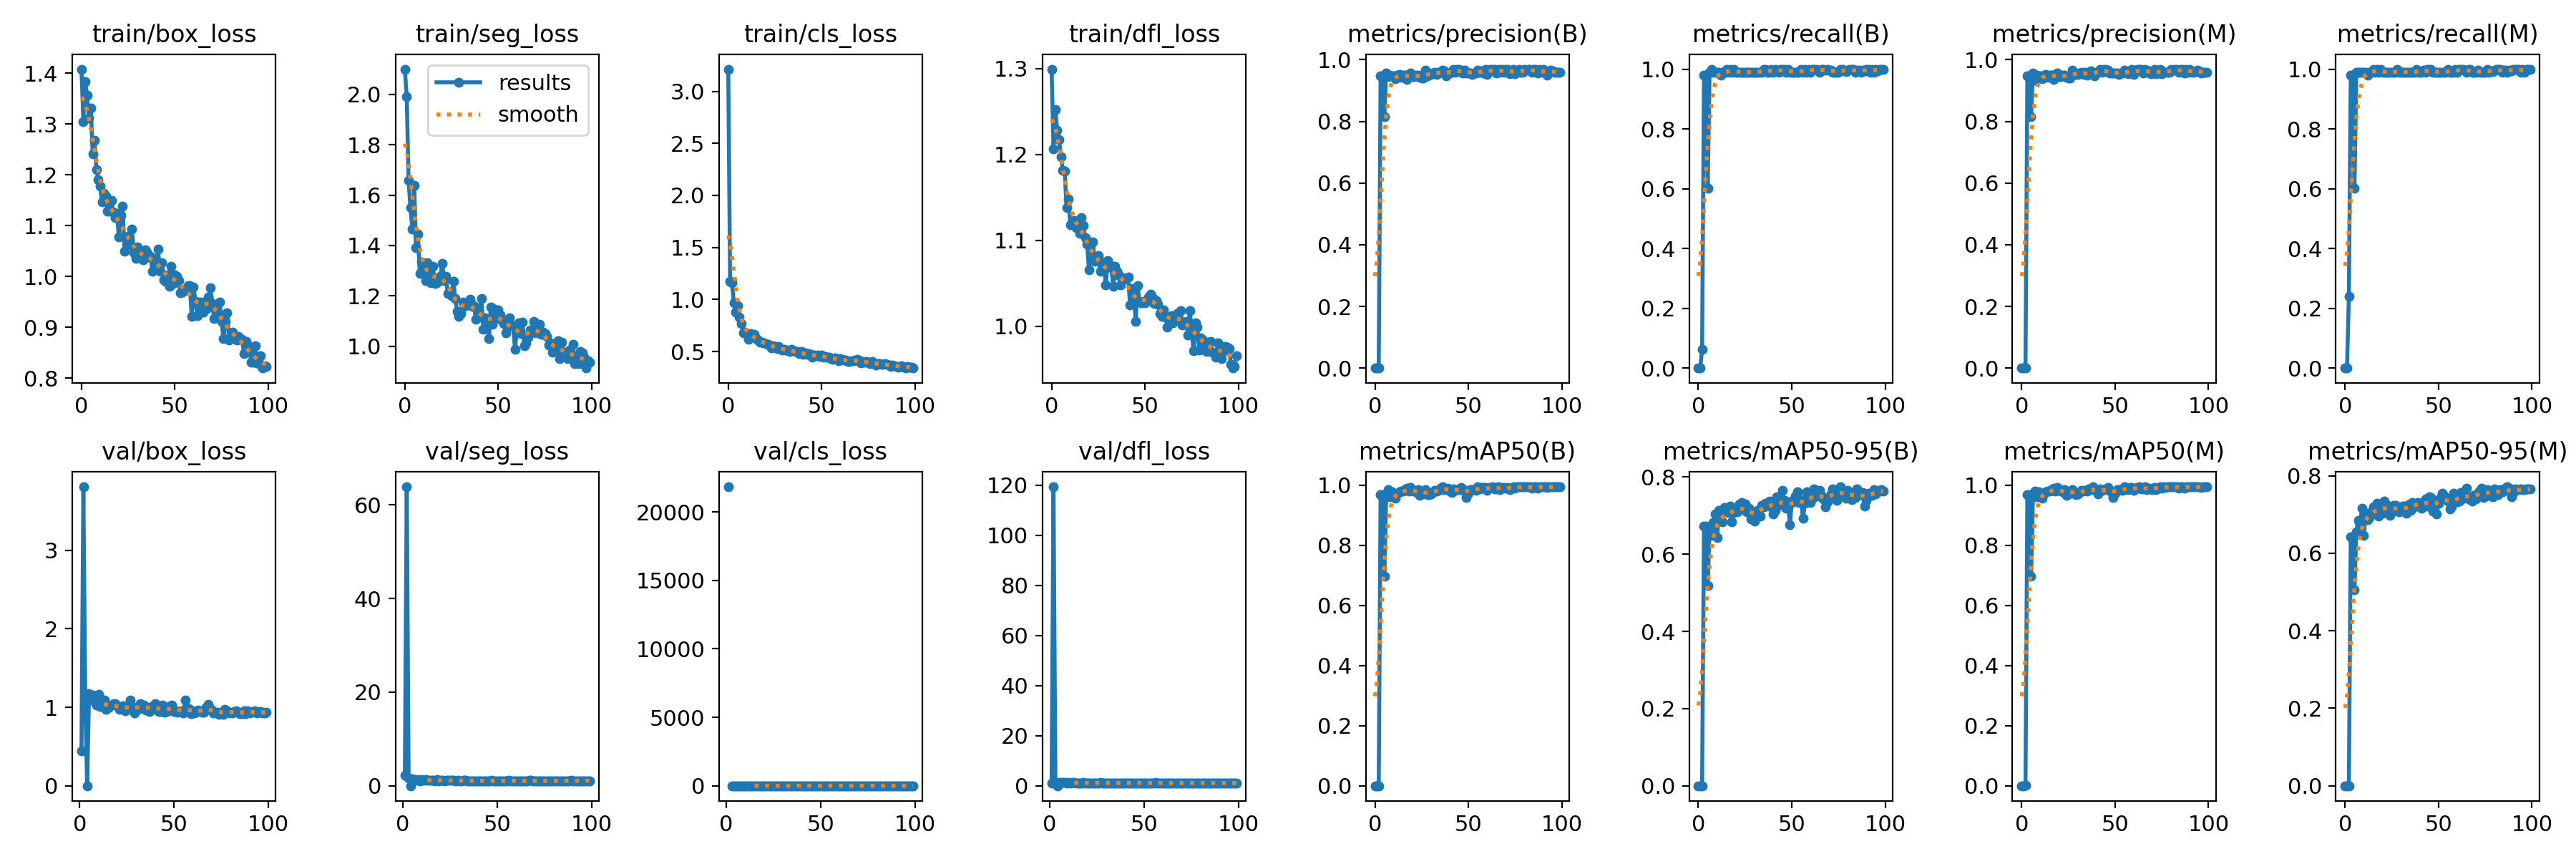 train/box_loss
train/seg_loss
train/cls_loss
train/dfl_loss
metrics/precision(B)
metrics/recall(B)
metrics/precision(M)
metrics/recall(M)
1.4
1.3
1.2
1.1
1.0
0.9
0.8
0 50 100
results
smooth
2.0
1.8
1.6
1.4
1.2
1.0
0 50 100
3.0
2.5
2.0
1.5
1.0
0.5
0 50 100
1.3
1.2
1.1
1.0
0 50 100
1.0
0.8
0.6
0.4
0.2
0.0
0 50 100
1.0
0.8
0.6
0.4
0.2
0.0
0 50 100
1.0
0.8
0.6
0.4
0.2
0.0
0 50 100
1.0
0.8
0.6
0.4
0.2
0.0
0 50 100
val/box_loss
val/seg_loss
val/cls_loss
val/dfl_loss
metrics/mAP50(B)
metrics/mAP50-95(B)
metrics/mAP50(M)
metrics/mAP50-95(M)
3
2
1
0
0 50 100
60
40
20
0
0 50 100
20000
15000
10000
5000
0
0 50 100
120
100
80
60
40
20
0
0 50 100
1.0
0.8
0.6
0.4
0.2
0.0
0 50 100
0.8
0.6
0.4
0.2
0.0
0 50 100
1.0
0.8
0.6
0.4
0.2
0.0
0 50 100
0.8
0.6
0.4
0.2
0.0
0 50 100